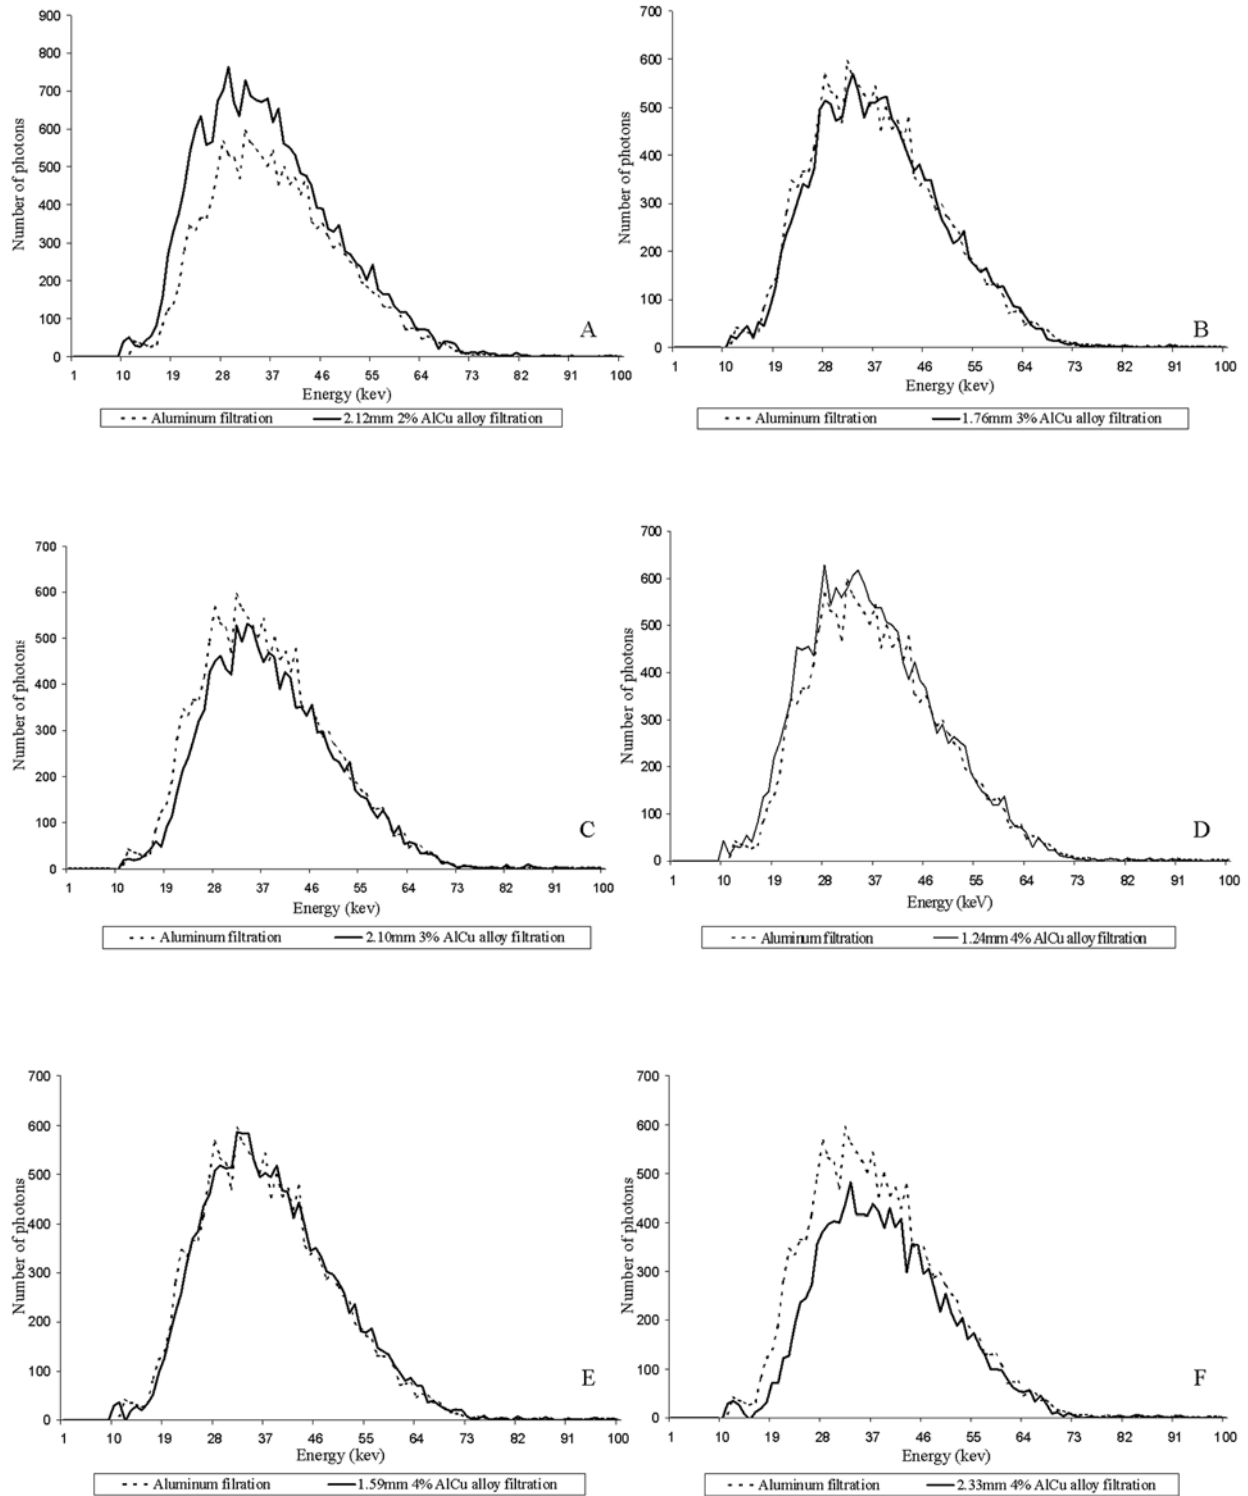 900
800
700
600
500
400
300
200
100
0
Number of photons
1 10 19 28 37 46 55 64 73 82 91 100
Energy (kev)
A
Aluminum filtration 2.12mm 2% AlCu alloy filtration
700
600
500
400
300
200
100
0
Number of photons
1 10 19 28 37 46 55 64 73 82 91 100
Energy (kev)
B
Aluminum filtration 1.76mm 3% AlCu alloy filtration
700
600
500
400
300
200
100
0
Number of photons
1 10 19 28 37 46 55 64 73 82 91 100
Energy (kev)
C
Aluminum filtration 2.10mm 3% AlCu alloy filtration
700
600
500
400
300
200
100
0
Number of photons
1 10 19 28 37 46 55 64 73 82 91 100
Energy (keV)
D
Aluminum filtration 1.24mm 4% AlCu alloy filtration
700
600
500
400
300
200
100
0
Number of photons
1 10 19 28 37 46 55 64 73 82 91 100
Energy (kev)
E
Aluminum filration 1.59mm 4% AlCu alloy filtration
700
600
500
400
300
200
100
0
Number of photons
1 10 19 28 37 46 55 64 73 82 91 100
Energy (kev)
F
Aluminum filtration 2.33mm 4% AlCu alloy filtration